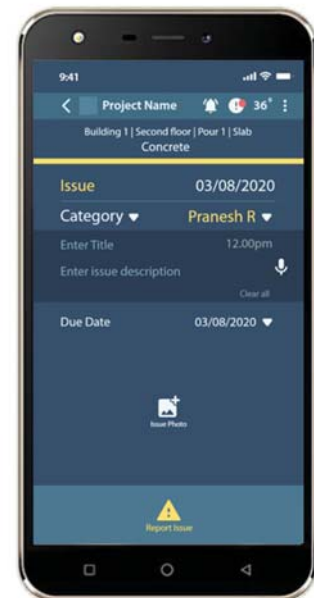 9:41
Project Name 36°
Building 1 | Second floor | Pour 1 | Slab
Concrete
Issue 03/08/2020
Category Pranesh R
Enter Title 12.00pm
Enter issue description
Clear all
Due Date 03/08/2020
Issue Photo
Report Issue